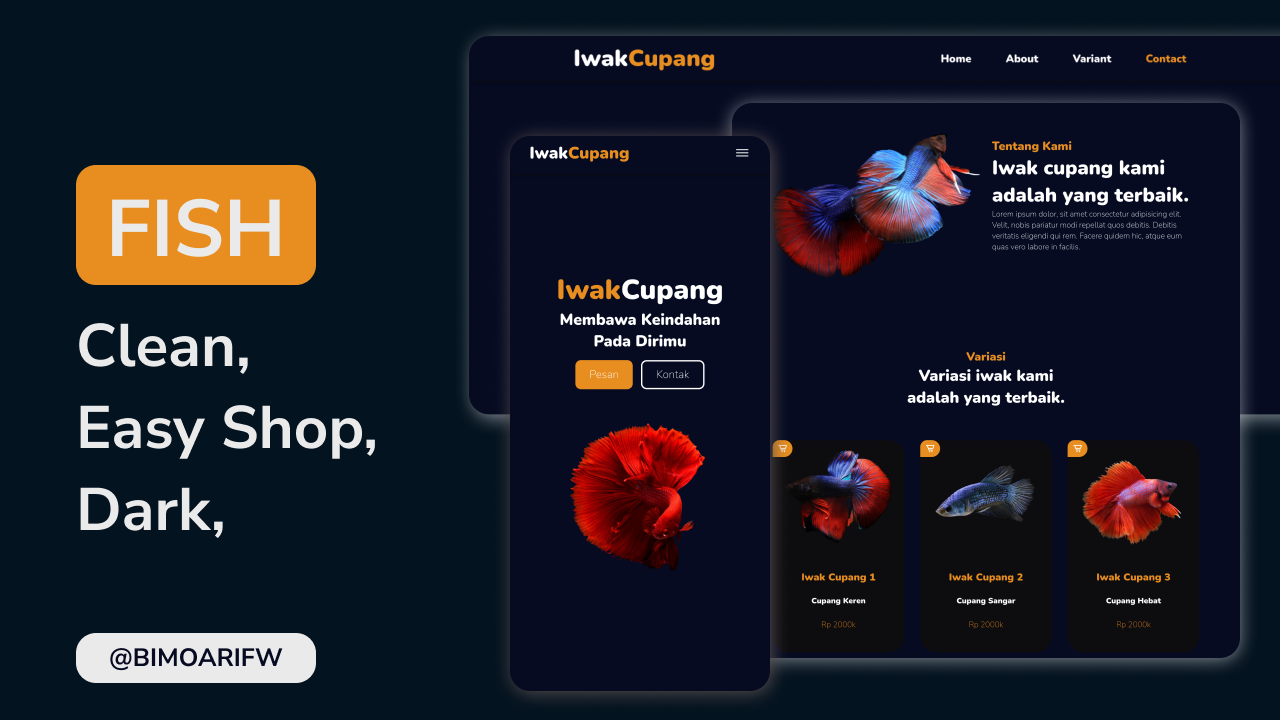 FISH
Clean,
Easy Shop,
Dark,
@BIMOARIFW
IwakCupang
Home
About
Variant
Contact
IwakCupang
IwakCupang
Membawa Keindahan
Pada Dirimu
Pesan
Kontak
Tentang Kami
Iwak cupang kami
adalah yang terbaik.
Lorem ipsum dolor, sit amet consectetur adipisicing elit.
Velit, nobis pariatur modi repellat quos debitis. Debitis
veritatis eligendi qui rem. Facere quidem hic, atque eum
quas vero labore in facilis.
Variasi
Variasi iwak kami
adalah yang terbaik.
Iwak Cupang 1
Cupang Keren
Rp 2000k
Iwak Cupang 2
Cupang Sangar
Rp 2000k
Iwak Cupang 3
Cupang Hebat
Rp 2000k